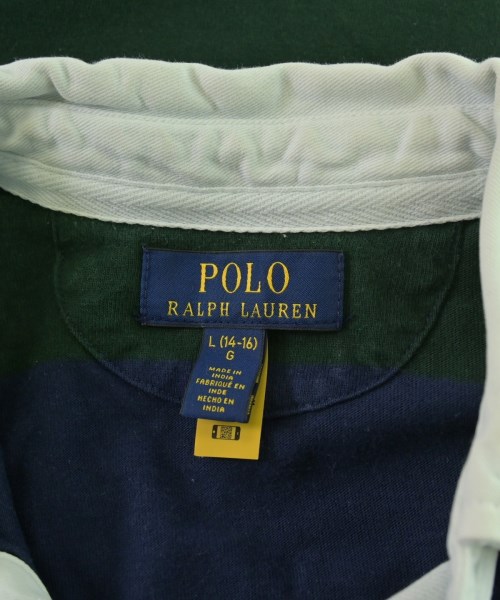 POLO
RALPH LAUREN
L (14-16)
G
MADE IN
INDIA
FABRIQUÉ EN
INDE
HECHO EN
INDIA